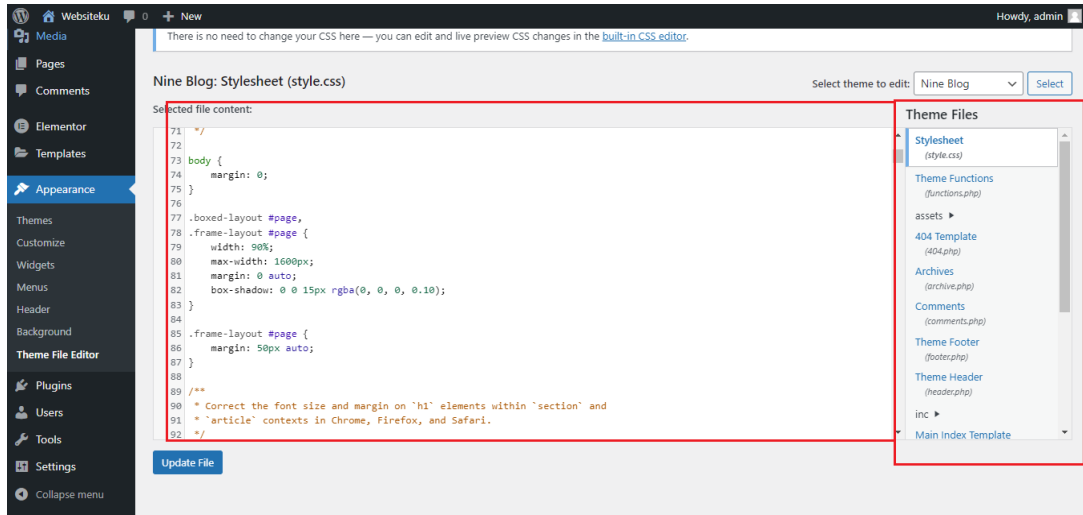 Websiteku 0 + New Howdy, admin
Media
Pages
Comments
Elementor
Templates
Appearance
Themes
Customize
Widgets
Menus
Header
Background
Theme File Editor
Plugins
Users
Tools
Settings
Collapse menu
There is no need to change your CSS here — you can edit and live preview CSS changes in the built-in CSS editor.
Nine Blog: Stylesheet (style.css)
Select theme to edit: Nine Blog Select
Selected file content:
71 */
72
73 body {
74 margin: 0;
75 }
76
77 .boxed-layout #page,
78 .frame-layout #page {
79 width: 90%;
80 max-width: 1600px;
81 margin: 0 auto;
82 box-shadow: 0 0 15px rgba(0, 0, 0, 0.10);
83 }
84
85 .frame-layout #page {
86 margin: 50px auto;
87 }
88
89 /**
90 * Correct the font size and margin on `h1` elements within `section` and
91 * `article` contexts in Chrome, Firefox, and Safari.
92 */
Theme Files
Stylesheet
(style.css)
Theme Functions
(functions.php)
assets ▶
404 Template
(404.php)
Archives
(archive.php)
Comments
(comments.php)
Theme Footer
(footer.php)
Theme Header
(header.php)
inc ▶
Main Index Template
Update File